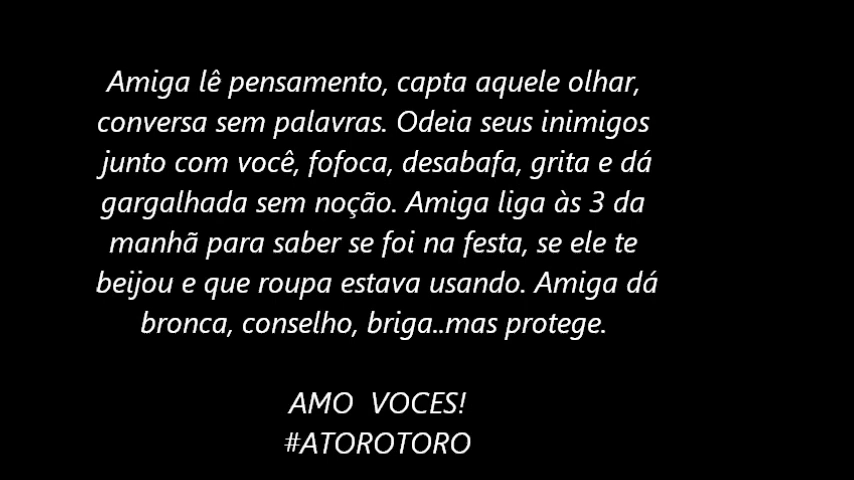 Amiga lê pensamento, capta aquele olhar,
conversa sem palavras. Odeia seus inimigos
junto com você, fofoca, desabafa, grita e dá
gargalhada sem noção. Amiga liga às 3 da
manhã para saber se foi na festa, se ele te
beijou e que roupa estava usando. Amiga dá
bronca, conselho, briga..mas protege.
AMO VOCES!
#ATOROTORO